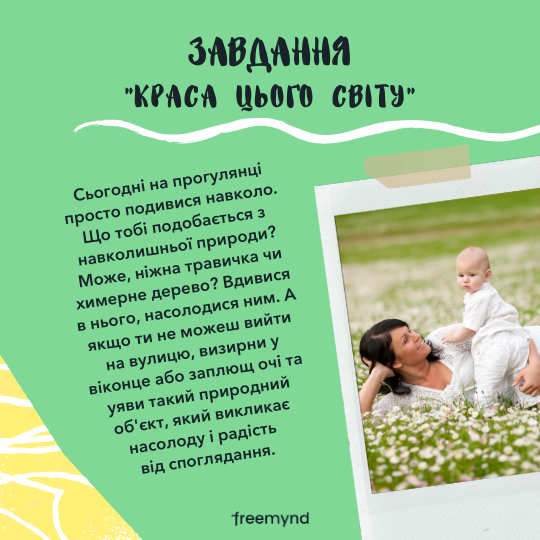 ЗАВДАННЯ
"КРАСА ЦЬОГО СВІТУ"
Сьогодні на прогулянці
просто подивися навколо.
Що тобі подобається з
навколишньої природи?
Може, ніжна травичка чи
химерне дерево? Вдивися
в нього, насолодися ним. А
якщо ти не можеш вийти
на вулицю, визирни у
віконце або заплющ очі та
уяви такий природний
об'єкт, який викликає
насолоду і радість
від споглядання.
freemynd